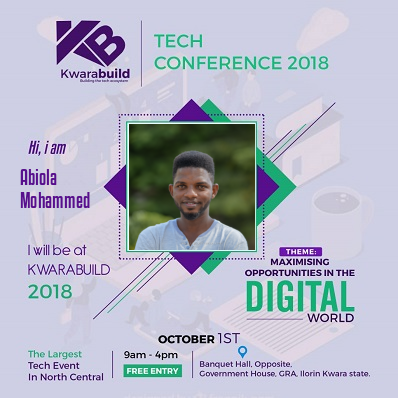 KB
Kwarabuild
Building the tech ecosystem
TECH
CONFERENCE 2018
Hi, i am
Abiola
Mohammed
I will be at
KWARABUILD
2018
THEME:
MAXIMISING
OPPORTUNITIES IN THE
DIGITAL
WORLD
OCTOBER 1ST
The Largest
Tech Event
In North Central
9am - 4pm
FREE ENTRY
Banquet Hall, Opposite,
Government House, GRA, Ilorin Kwara state.